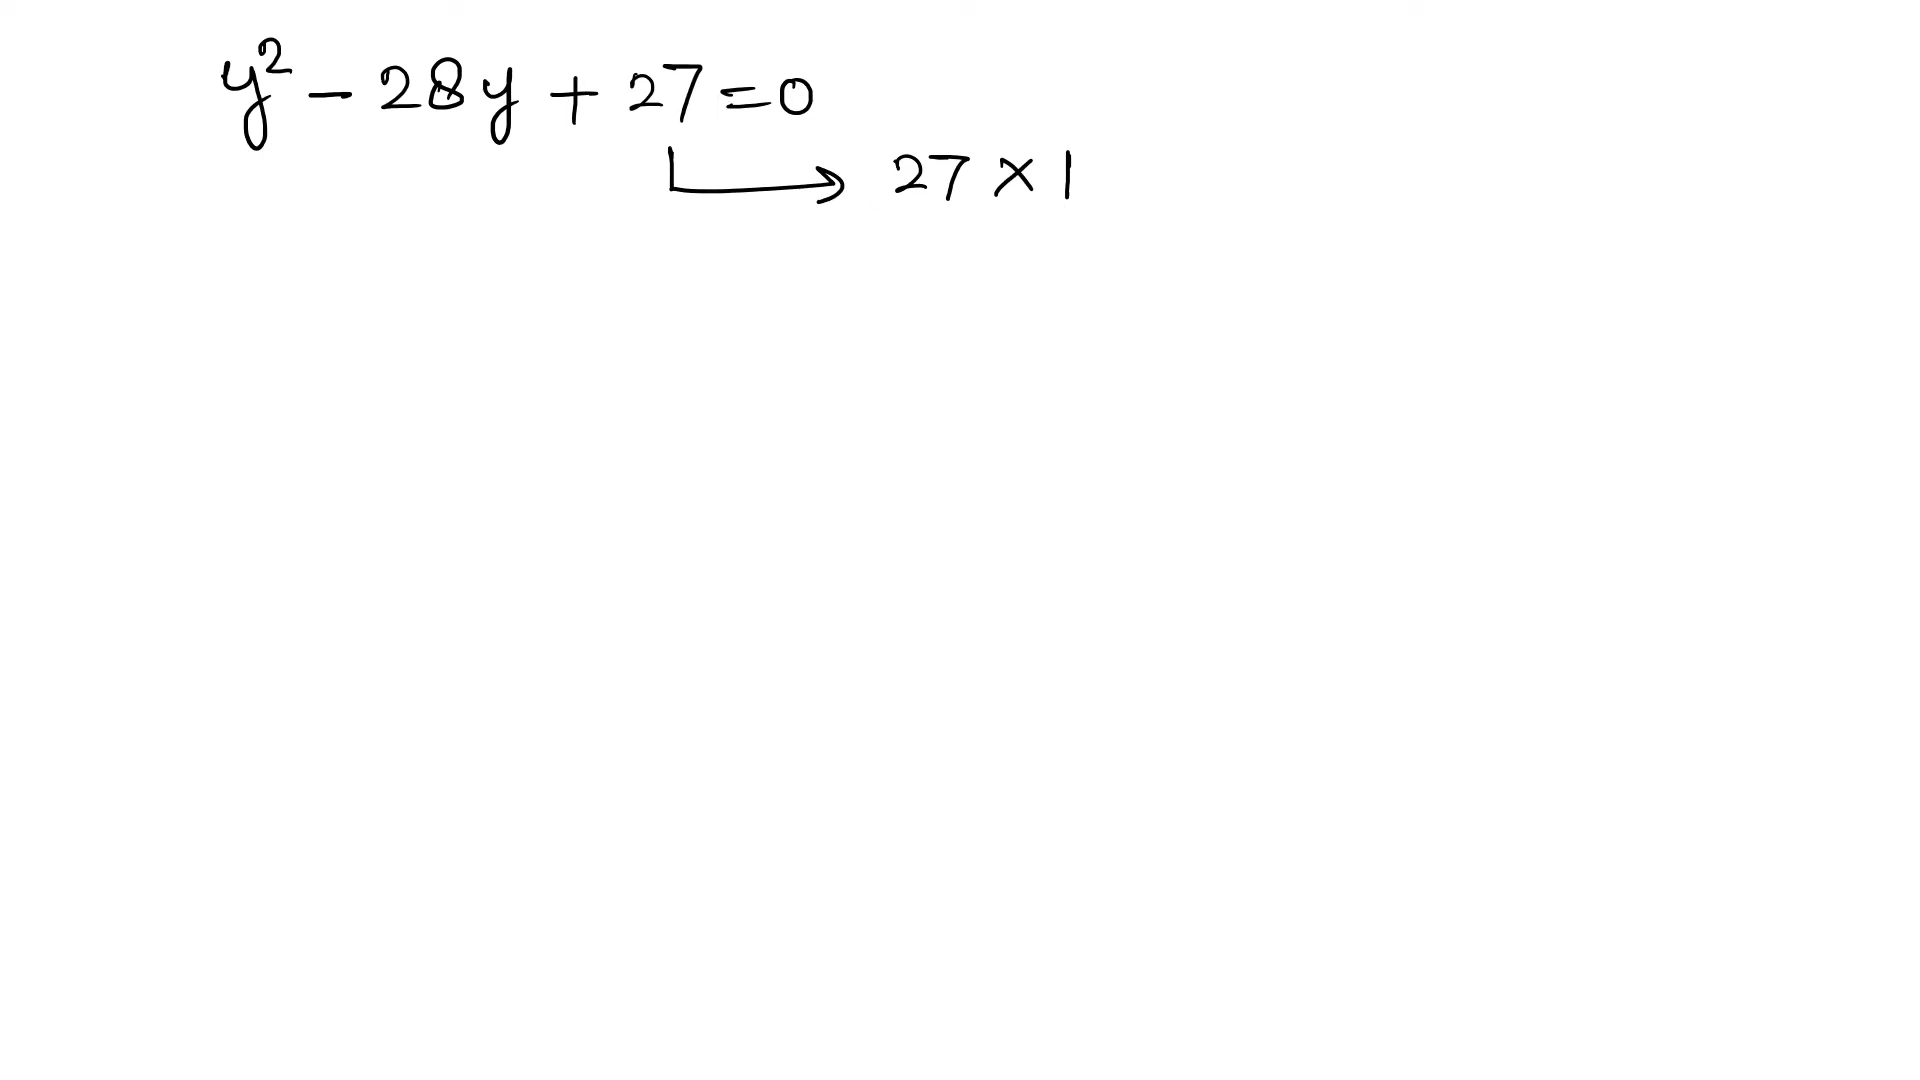 y² - 28y + 27 = 0
27 × 1